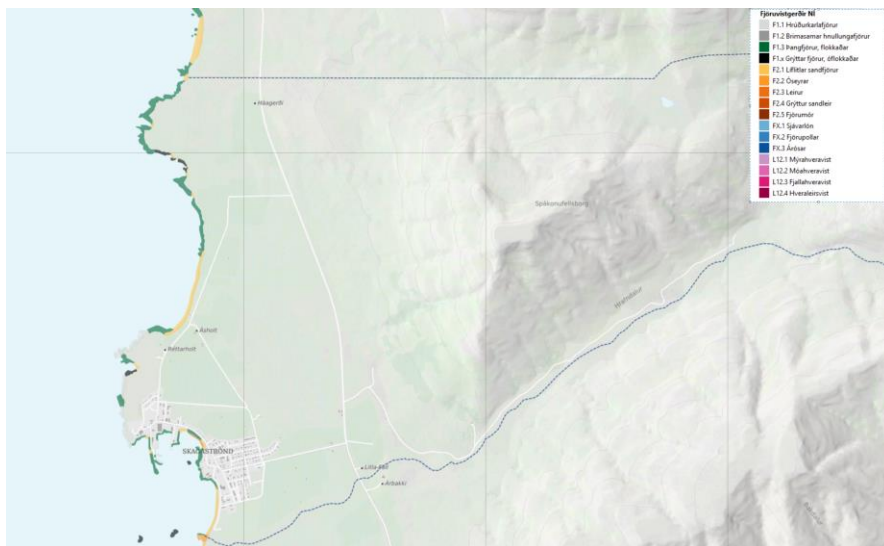 Fjöruvistgerðir NÍ
F1.1 Hrúðurkarlafjörur
F1.2 Brimasamar hnullungafjörur
F1.3 Þangfjörur, flokkaðar
F1.x Grýttar fjörur, óflokkaðar
F2.1 Líflitlar sandfjörur
F2.2 Óseyrar
F2.3 Leirur
F2.4 Grýttur sandleir
F2.5 Fjörumór
FX.1 Sjávarlón
FX.2 Fjörupollar
FX.3 Árósar
L12.1 Mýrahveravist
L12.2 Móahveravist
L12.3 Fjallahveravist
L12.4 Hveraleirsvist
Háagerði
Spákonufellsborg
Hrafndalur
Ásholt
Réttarholt
SKAGASTRÖND
Litla-Fell
Árbakki